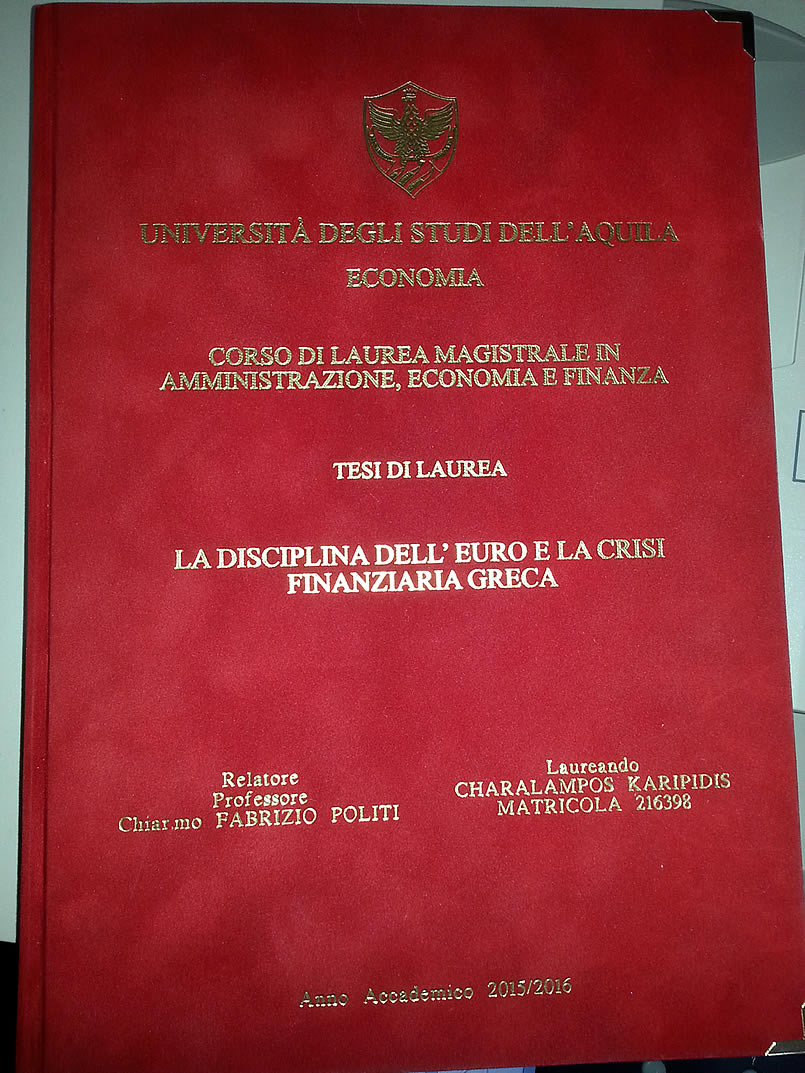 UNIVERSITÀ DEGLI STUDI DELL'AQUILA
ECONOMIA
CORSO DI LAUREA MAGISTRALE IN
AMMINISTRAZIONE, ECONOMIA E FINANZA
TESI DI LAUREA
LA DISCIPLINA DELL' EURO E LA CRISI
FINANZIARIA GRECA
Relatore
Professore
Chiar.mo FABRIZIO POLITI
Laureando
CHARALAMPOS KARIPIDIS
MATRICOLA 216398
Anno Accademico 2015/2016